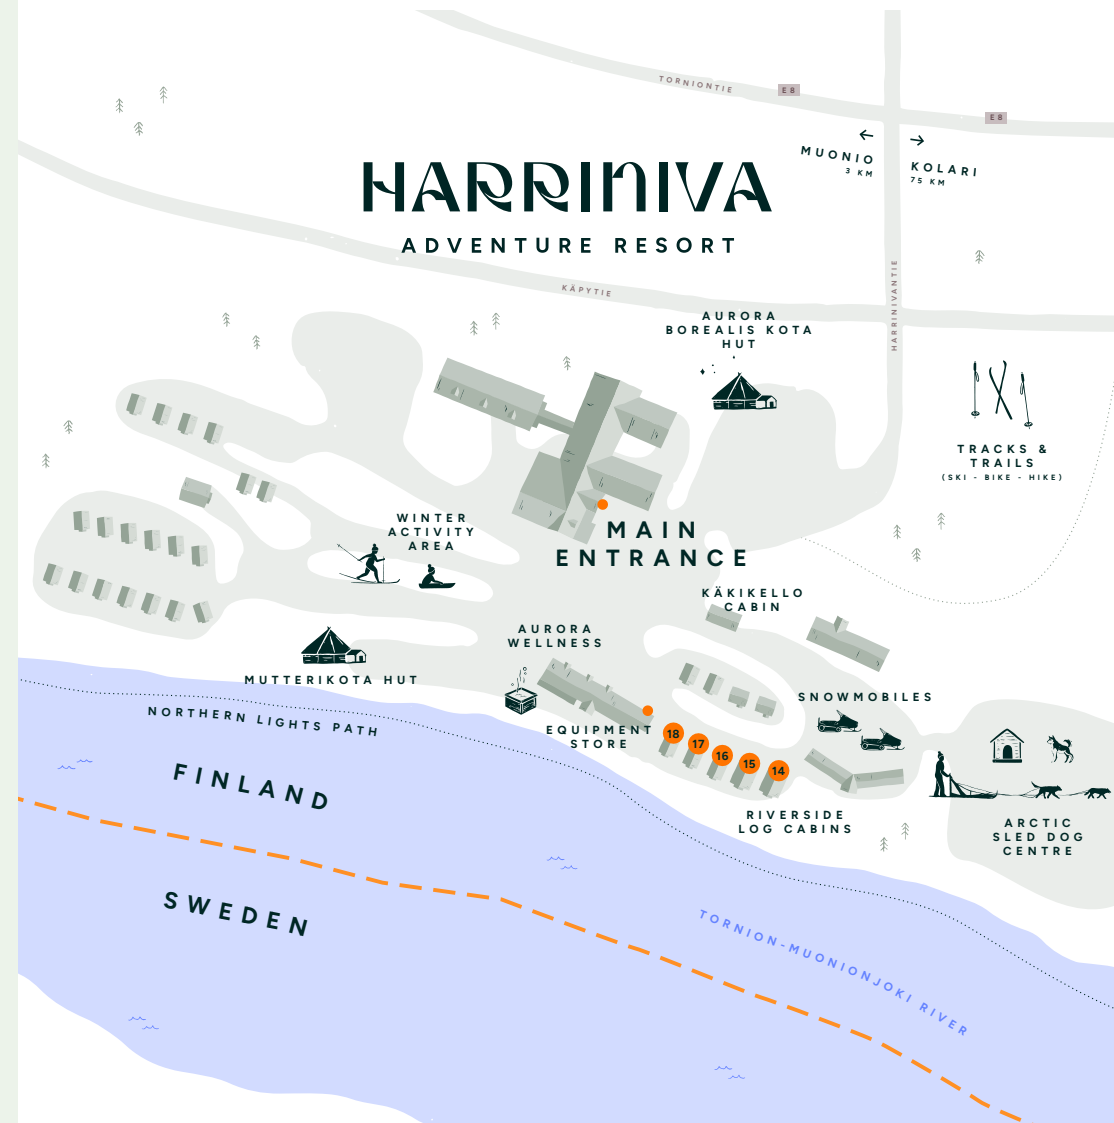 TORNIONTIE
E8
E8
MUONIO
3 KM
KOLARI
75 KM
HARRINIVA
ADVENTURE RESORT
KÄPYTIE
HARRINIVANTIE
AURORA
BOREALIS KOTA
HUT
TRACKS &
TRAILS
(SKI - BIKE - HIKE)
WINTER
ACTIVITY
AREA
MAIN
ENTRANCE
KÄKIKELLO
CABIN
AURORA
WELLNESS
MUTTERIKOTA HUT
NORTHERN LIGHTS PATH
SNOWMOBILES
EQUIPMENT
STORE
18
17
16
15
14
RIVERSIDE
LOG CABINS
ARCTIC
SLED DOG
CENTRE
FINLAND
SWEDEN
TORNION-MUONIONJOKI RIVER